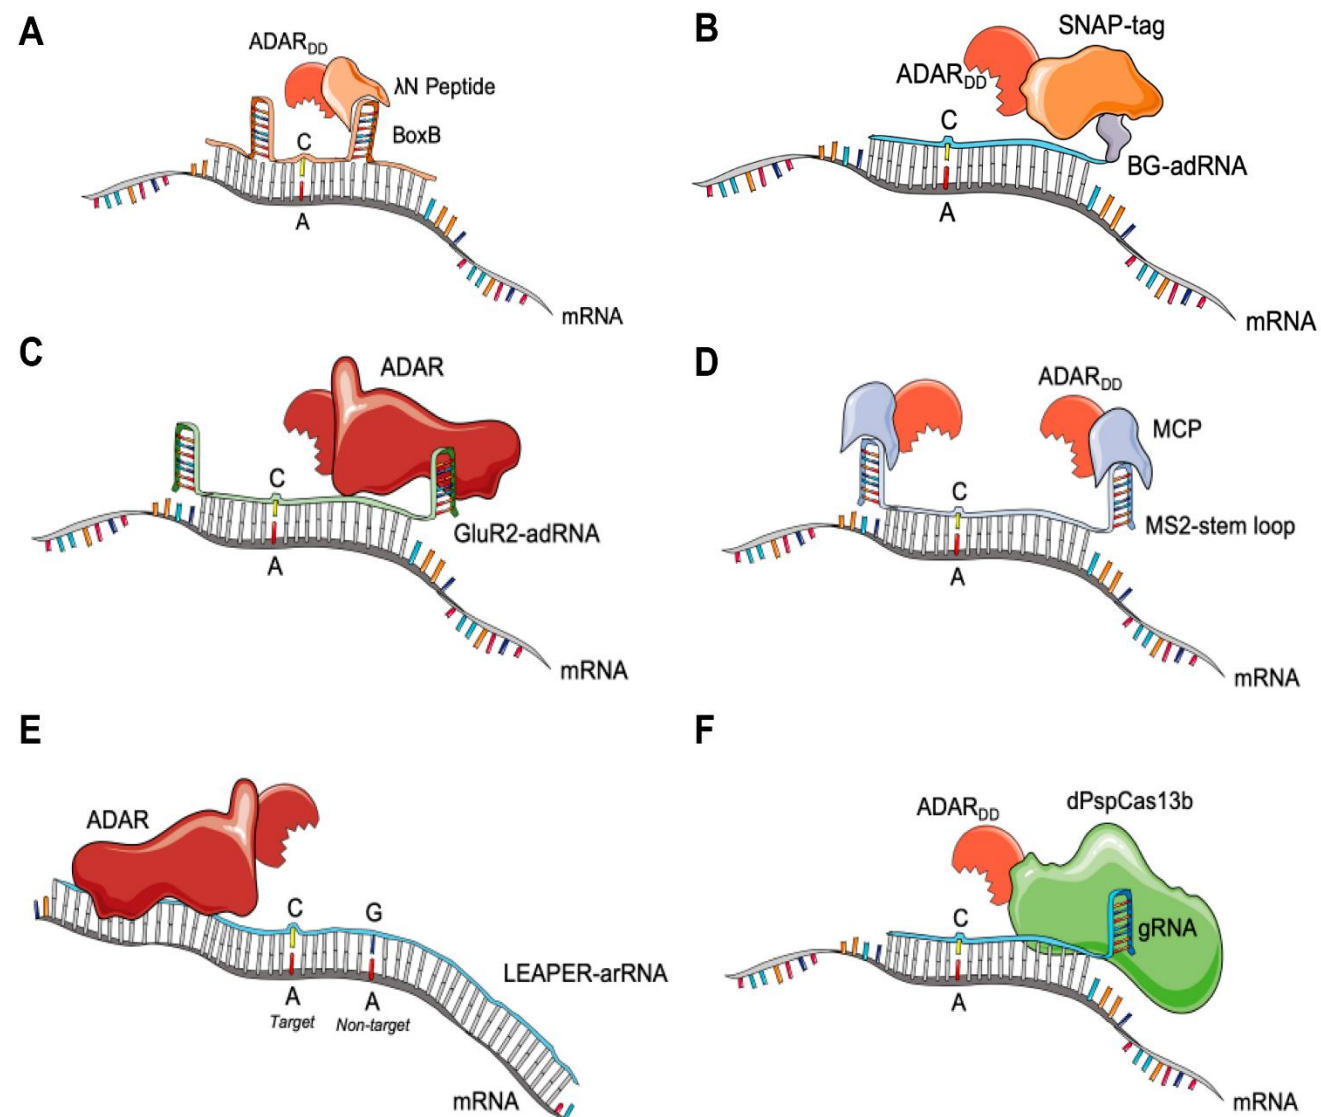 A
ADARDD
λN Peptide
BoxB
C
A
mRNA
B
SNAP-tag
ADARDD
C
BG-adRNA
A
mRNA
C
ADAR
C
GluR2-adRNA
A
mRNA
D
ADARDD
MCP
C
MS2-stem loop
A
mRNA
E
ADAR
C G
LEAPER-arRNA
A A
Target Non-target
mRNA
F
dPspCas13b
ADARDD
C
gRNA
A
mRNA